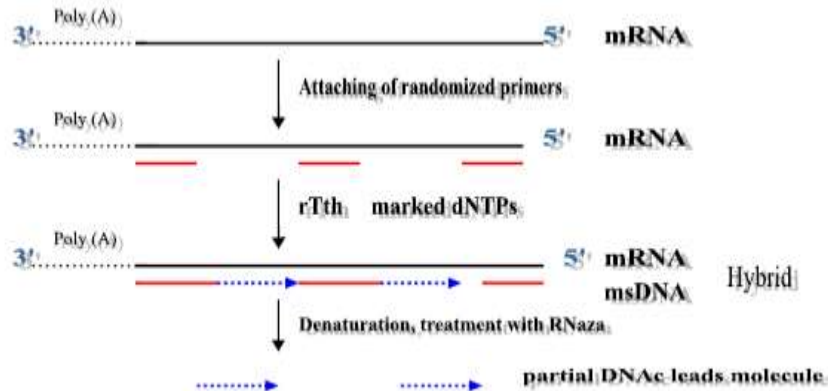 Poly (A)
3' 5' mRNA
Attaching of randomized primers
Poly (A)
3' 5' mRNA
rTth marked dNTPs
Poly (A)
3' 5' mRNA
msDNA Hybrid
Denaturation, treatment with RNaza
partial DNAc leads molecule